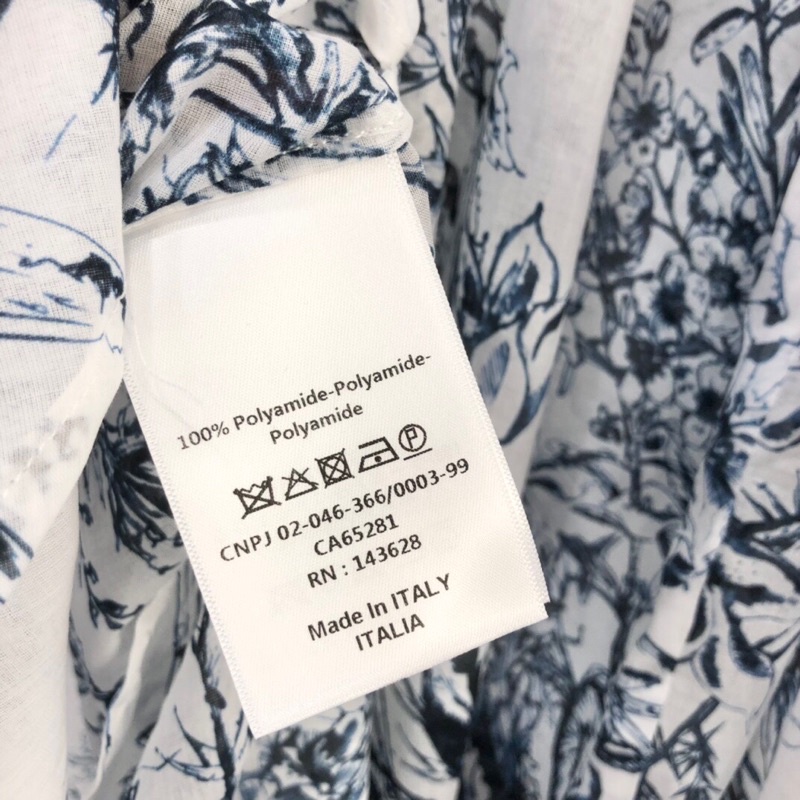 100% Polyamide-Polyamide-
Polyamide
P
CNPJ 02-046-366/0003-99
CA65281
RN : 143628
Made In ITALY
ITALIA